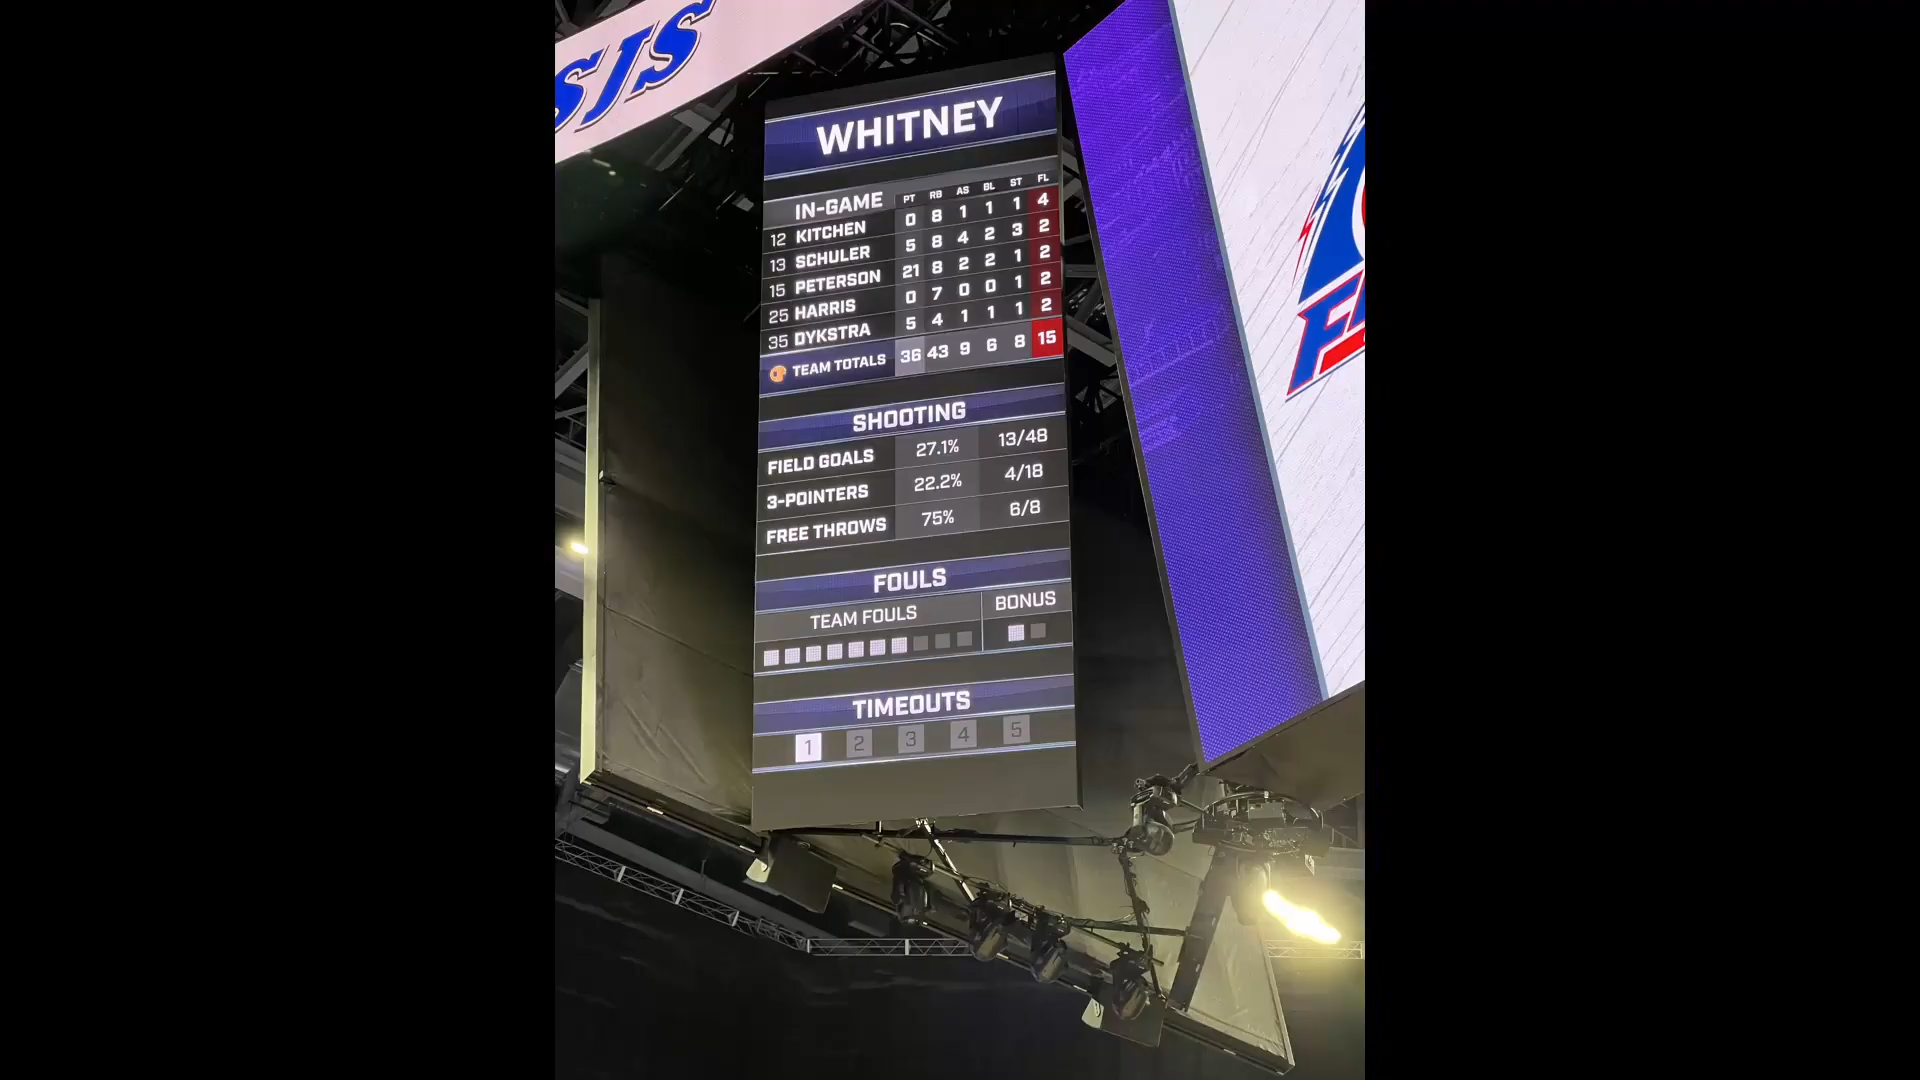 SJS
WHITNEY
IN-GAME PT RB AS BL ST FL
12 KITCHEN 0 8 1 1 1 4
13 SCHULER 5 8 4 2 3 2
15 PETERSON 21 8 2 2 1 2
25 HARRIS 0 7 0 0 1 2
35 DYKSTRA 5 4 1 1 1 2
TEAM TOTALS 36 43 9 6 8 15
SHOOTING
FIELD GOALS 27.1% 13/48
3-POINTERS 22.2% 4/18
FREE THROWS 75% 6/8
FOULS
TEAM FOULS BONUS
TIMEOUTS
1 2 3 4 5